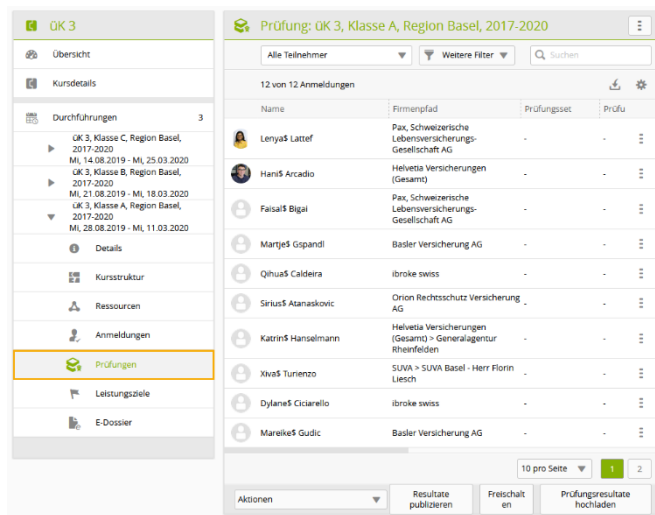 üK 3
Übersicht
Kursdetails
Durchführungen 3
üK 3, Klasse C, Region Basel,
2017-2020
Mi, 14.08.2019 - Mi, 25.03.2020
üK 3, Klasse B, Region Basel,
2017-2020
Mi, 21.08.2019 - Mi, 18.03.2020
üK 3, Klasse A, Region Basel,
2017-2020
Mi, 28.08.2019 - Mi, 11.03.2020
Details
Kursstruktur
Ressourcen
Anmeldungen
Prüfungen
Leistungsziele
E-Dossier
Prüfung: üK 3, Klasse A, Region Basel, 2017-2020
Alle Teilnehmer Weitere Filter Suchen
12 von 12 Anmeldungen
Name Firmenpfad Prüfungsset Prüfu
Lenya$ Lattef
Pax, Schweizerische
Lebensversicherungs-
Gesellschaft AG
- -
Hani$ Arcadio
Helvetia Versicherungen
(Gesamt)
- -
Faisal$ Bigai
Pax, Schweizerische
Lebensversicherungs-
Gesellschaft AG
- -
Martje$ Gspandl Basler Versicherung AG - -
Qihua$ Caldeira ibroke swiss - -
Sirius$ Atanaskovic
Orion Rechtsschutz Versicherung
AG
- -
Katrin$ Hanselmann
Helvetia Versicherungen
(Gesamt) > Generalagentur
Rheinfelden
- -
Xiva$ Turienzo
SUVA > SUVA Basel - Herr Florin
Liesch
- -
Dylane$ Ciciarello ibroke swiss - -
Mareike$ Gudic Basler Versicherung AG - -
10 pro Seite 1 2
Aktionen
Resultate
publizieren
Freischalt
en
Prüfungsresultate
hochladen